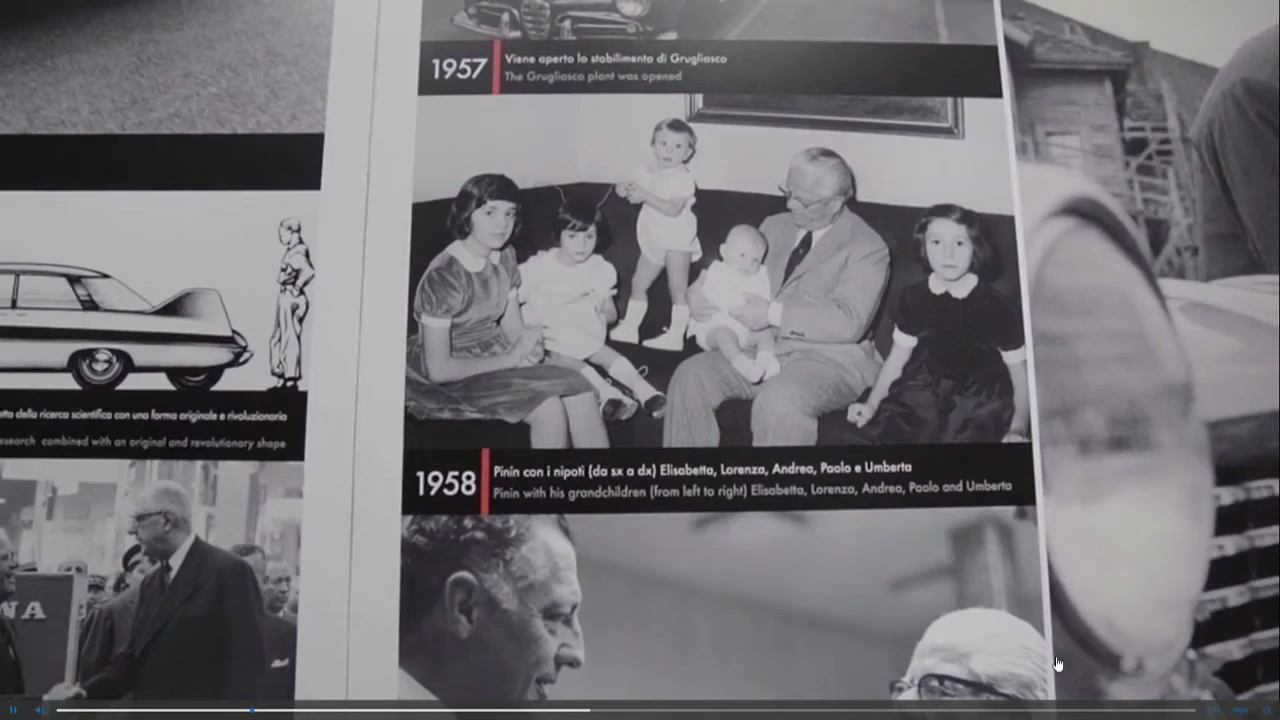 1957
Viene aperto lo stabilimento di Grugliasco
The Grugliasco plant was opened
della ricerca scientifica con una forma originale e rivoluzionaria
combined with an original and revolutionary shape
NA
1958
Pinin con i nipoti (da sx a dx) Elisabetta, Lorenza, Andrea, Paolo e Umberta
Pinin with his grandchildren (from left to right) Elisabetta, Lorenza, Andrea, Paolo and Umberta